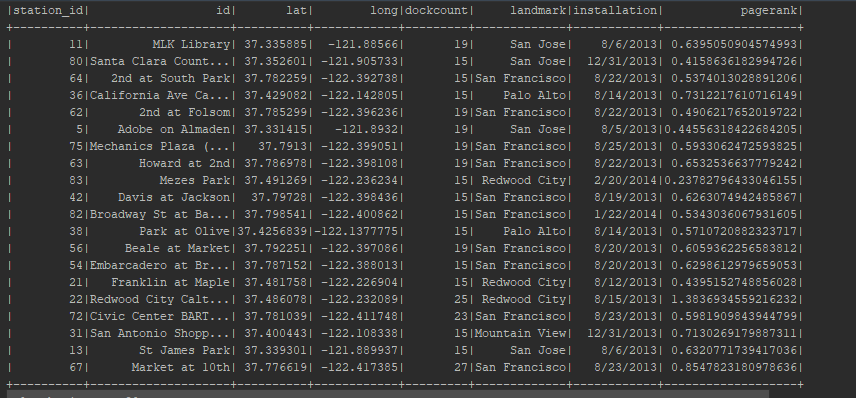 |station_id|                  id|       lat|       long|dockcount|     landmark|installation|           pagerank|
+----------+--------------------+----------+-----------+---------+-------------+------------+-------------------+
|        11|         MLK Library| 37.335885| -121.88566|       19|     San Jose|    8/6/2013| 0.6395050904574993|
|        80|Santa Clara Count...| 37.352601|-121.905733|       15|     San Jose|  12/31/2013| 0.4158636182994726|
|        64|   2nd at South Park| 37.782259|-122.392738|       15|San Francisco|   8/22/2013| 0.5374013028891206|
|        36|California Ave Ca...| 37.429082|-122.142805|       15|    Palo Alto|   8/14/2013| 0.7312217610716149|
|        62|       2nd at Folsom| 37.785299|-122.396236|       19|San Francisco|   8/22/2013| 0.4906217652019722|
|         5|    Adobe on Almaden| 37.331415|  -121.8932|       19|     San Jose|    8/5/2013|0.44556318422684205|
|        75|Mechanics Plaza (...|   37.7913|-122.399051|       19|San Francisco|   8/25/2013| 0.5933062472593825|
|        63|       Howard at 2nd| 37.786978|-122.398108|       19|San Francisco|   8/22/2013| 0.6532536637779242|
|        83|          Mezes Park| 37.491269|-122.236234|       15| Redwood City|   2/20/2014|0.23782796433046155|
|        42|    Davis at Jackson|  37.79728|-122.398436|       15|San Francisco|   8/19/2013| 0.6263074942485867|
|        82|Broadway St at Ba...| 37.798541|-122.400862|       15|San Francisco|   1/22/2014| 0.5343036067931605|
|        38|       Park at Olive|37.4256839|-122.1377775|       15|    Palo Alto|   8/14/2013| 0.5710720882323717|
|        56|     Beale at Market| 37.792251|-122.397086|       19|San Francisco|   8/20/2013| 0.6059362256583812|
|        54|Embarcadero at Br...| 37.787152|-122.388013|       15|San Francisco|   8/20/2013| 0.6298612979659053|
|        21|   Franklin at Maple| 37.481758|-122.226904|       15| Redwood City|   8/12/2013| 0.4395152748856028|
|        22|Redwood City Calt...| 37.486078|-122.232089|       25| Redwood City|   8/15/2013| 1.3836934559216232|
|        72|Civic Center BART...| 37.781039|-122.411748|       23|San Francisco|   8/23/2013| 0.5981909843944799|
|        31|San Antonio Shopp...| 37.400443|-122.108338|       15|Mountain View|  12/31/2013| 0.7130269179887311|
|        13|       St James Park| 37.339301|-121.889937|       15|     San Jose|    8/6/2013| 0.6320771739417036|
|        67|      Market at 10th| 37.776619|-122.417385|       27|San Francisco|   8/23/2013| 0.8547823180978636|
+----------+--------------------+----------+-----------+---------+-------------+------------+-------------------+